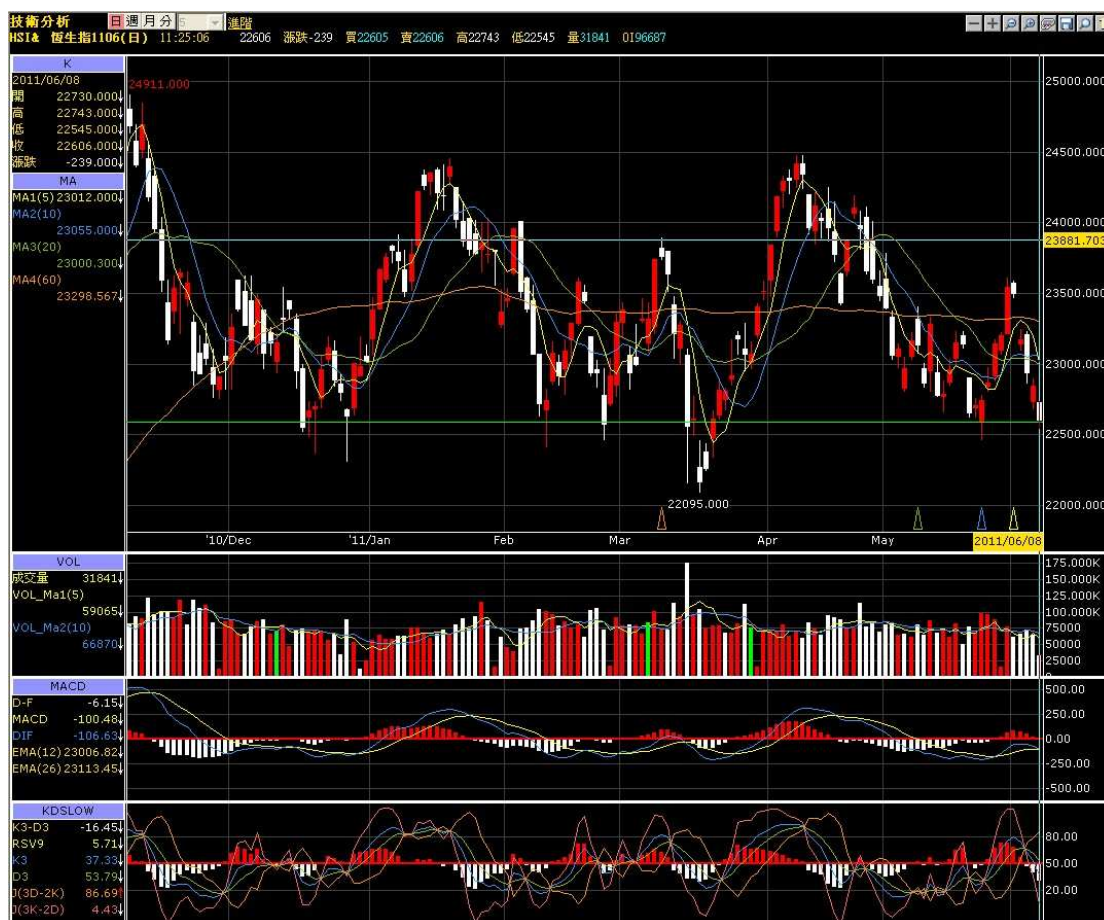 技術分析 日 週 月 分 5 進階
HSI& 恆生指1106(日) 11:25:06 22606 漲跌-239 買22605 賣22606 高22743 低22545 量31841 OI96687
K
2011/06/08
開 22730.000↓
高 22743.000↓
低 22545.000↓
收 22606.000↓
漲跌 -239.000↓
MA
MA1(5) 23012.000↓
MA2(10)
23055.000↓
MA3(20)
23000.300↓
MA4(60)
23298.567↓
24911.000
22095.000
25000.000
24500.000
24000.000
23881.703
23500.000
23000.000
22500.000
22000.000
'10/Dec '11/Jan Feb Mar Apr May 2011/06/08
VOL
成交量 31841↓
VOL_Ma1(5)
59065↓
VOL_Ma2(10)
66870↓
175.000K
150.000K
125.000K
100.000K
75000
50000
25000
MACD
D-F -6.15↓
MACD -100.48↓
DIF -106.63↓
EMA(12) 23006.82↓
EMA(26) 23113.45↓
500.00
250.00
0.00
-250.00
-500.00
KDSLOW
K3-D3 -16.45↓
RSV9 5.71↓
K3 37.33↓
D3 53.79↓
J(3D-2K) 86.69↑
J(3K-2D) 4.43↓
80.00
50.00
20.00